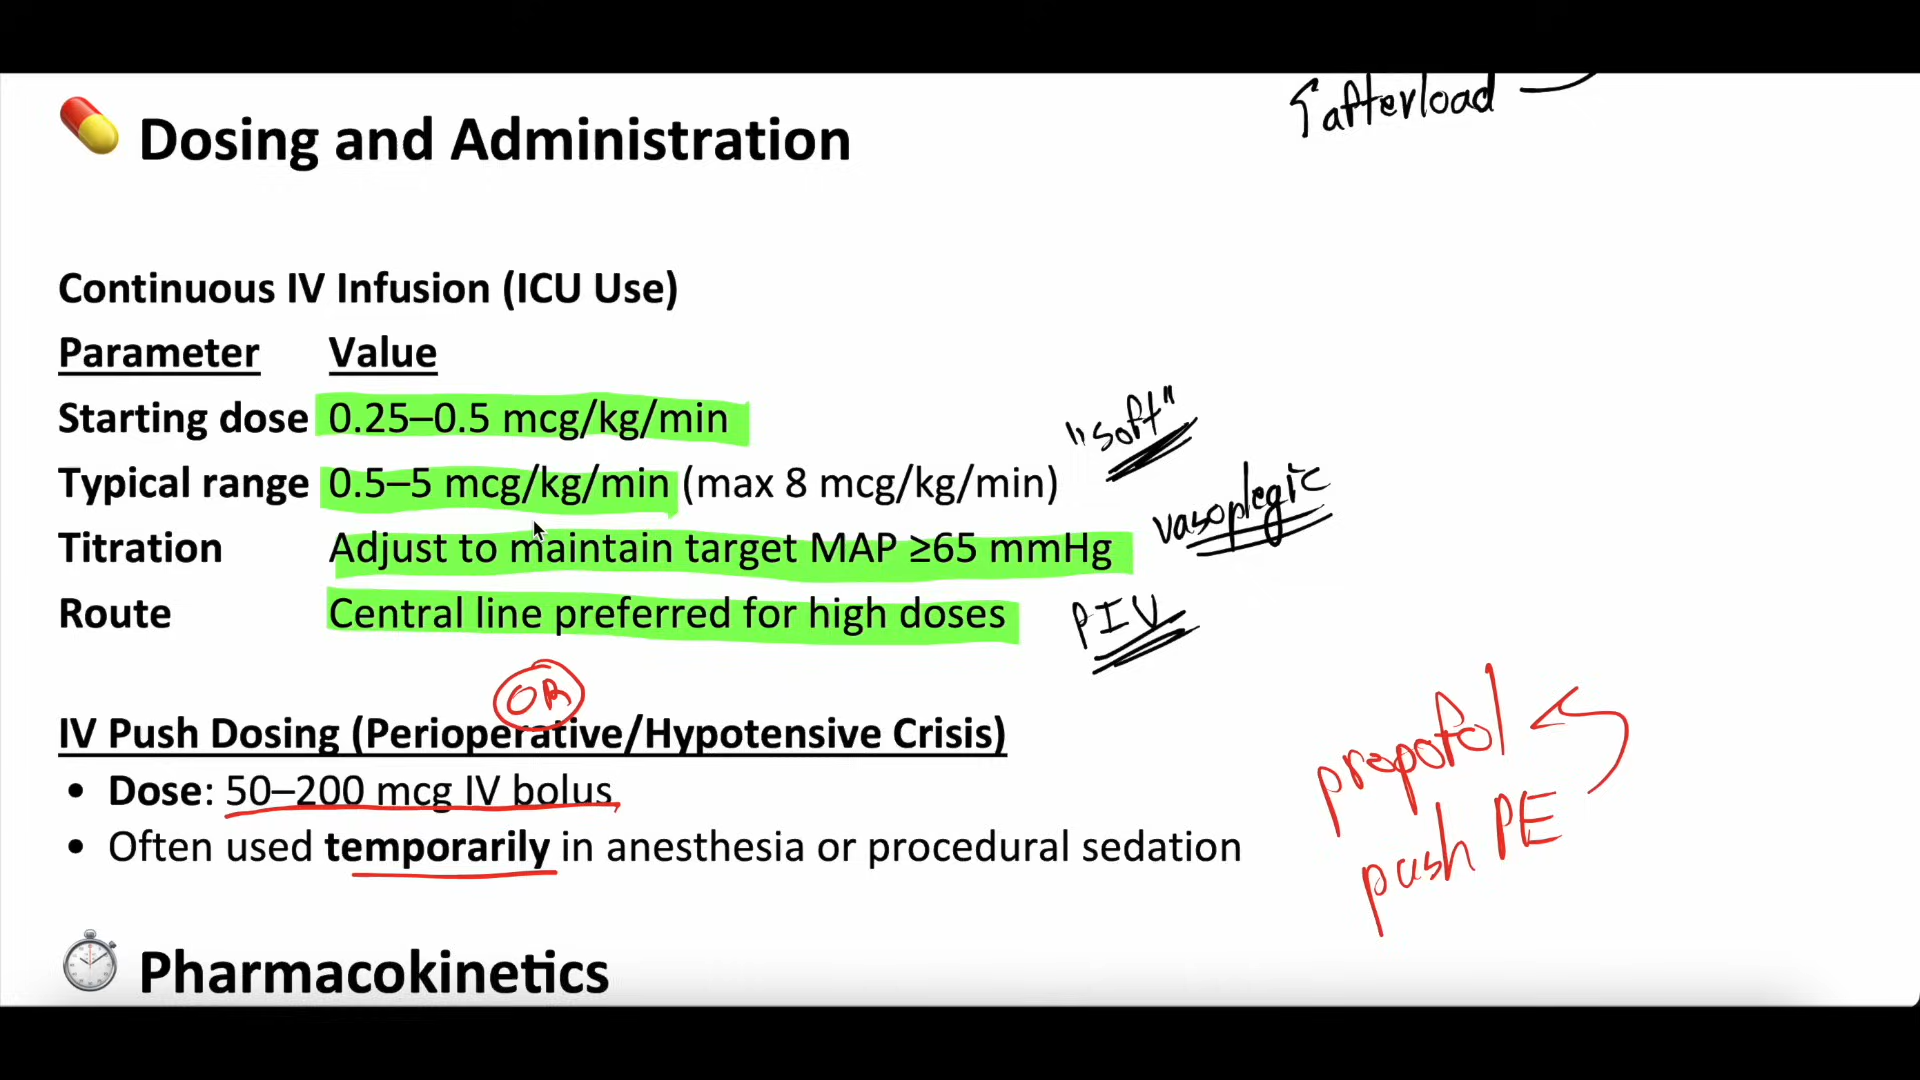 ↑afterload
Dosing and Administration
Continuous IV Infusion (ICU Use)
Parameter Value
Starting dose 0.25–0.5 mcg/kg/min
"soft"
Typical range 0.5–5 mcg/kg/min (max 8 mcg/kg/min)
vasoplegic
Titration Adjust to maintain target MAP ≥65 mmHg
Route Central line preferred for high doses
PIV
OR
IV Push Dosing (Perioperative/Hypotensive Crisis)
propofol
• Dose: 50–200 mcg IV bolus
• Often used temporarily in anesthesia or procedural sedation
push PE
Pharmacokinetics